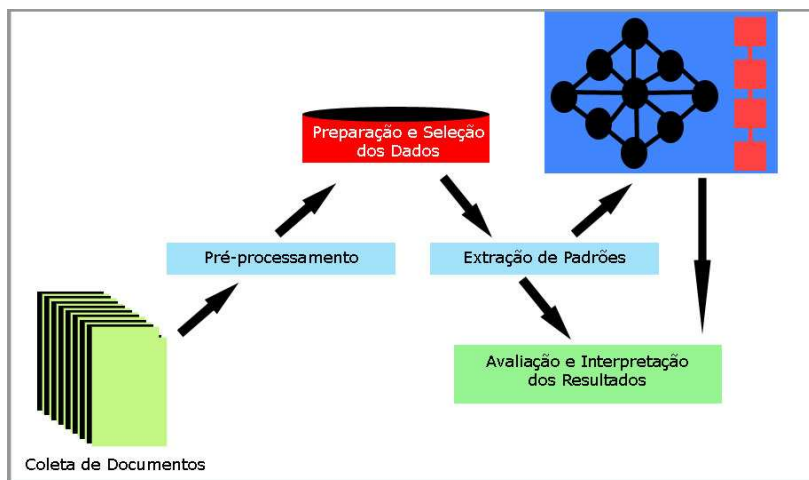 Preparação e Seleção
dos Dados
Pré-processamento
Extração de Padrões
Avaliação e Interpretação
dos Resultados
Coleta de Documentos